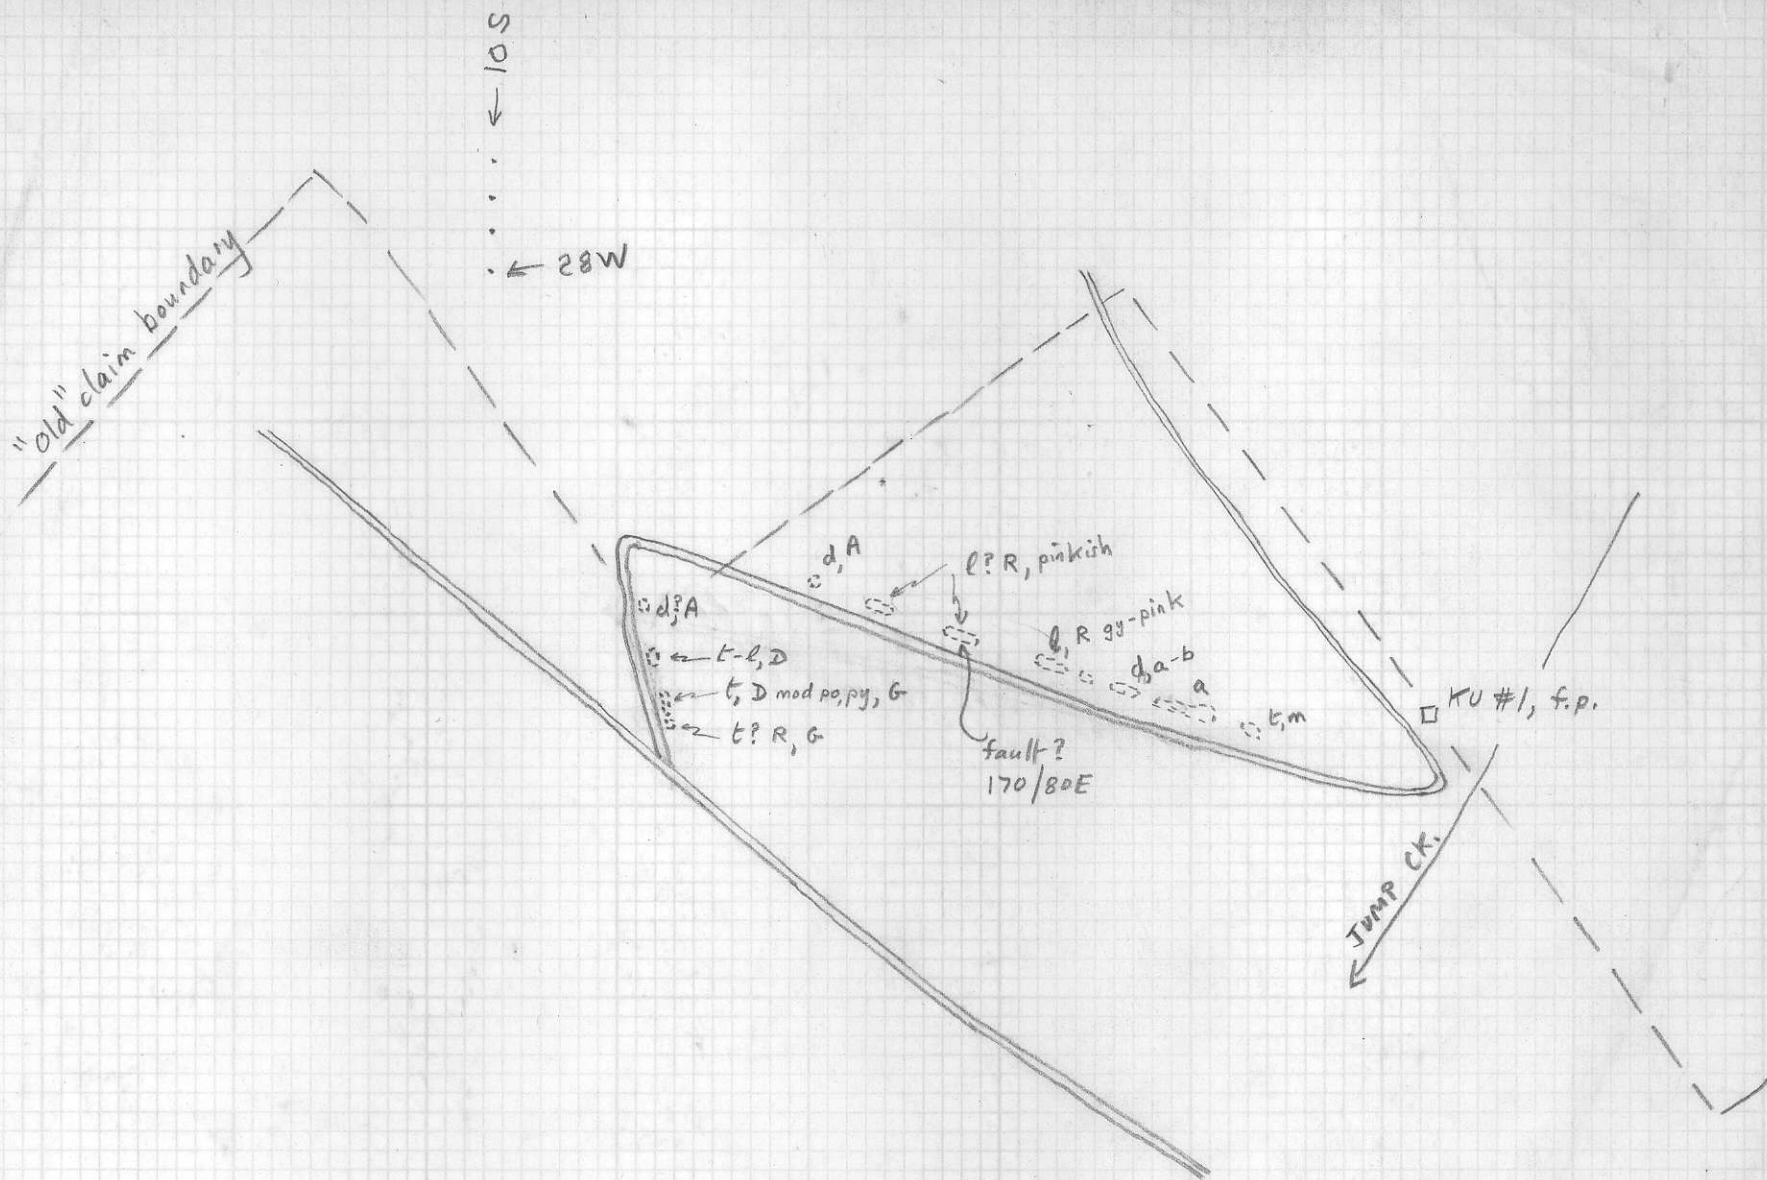 ← 10S
← 28W
"old" claim boundary
d, A
l? R, pinkish
d?, A
l, R gy-pink
t-l, D
d, a-b
a
t, D mod po, py, G
KU #1, f.p.
t, m
t? R, G
fault?
170/80E
JUMP CK.